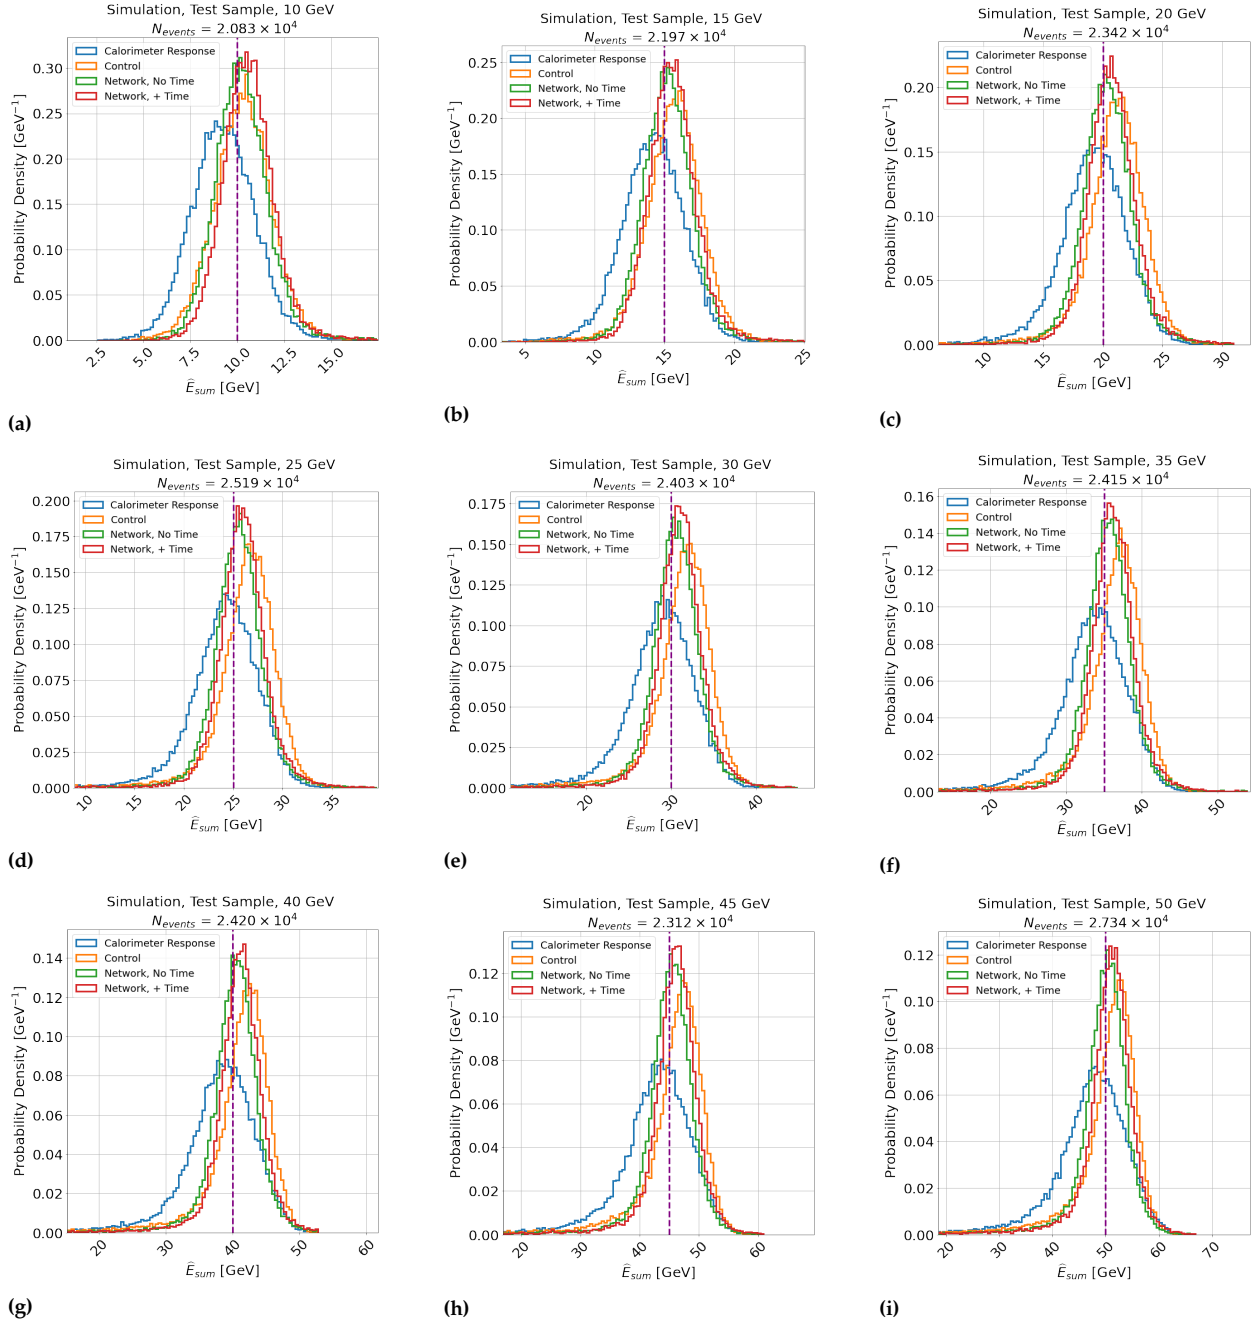 Simulation, Test Sample, 10 GeV
N_events = 2.083 × 10⁴
Calorimeter Response
Control
Network, No Time
Network, + Time
Probability Density [GeV⁻¹]
0.30
0.25
0.20
0.15
0.10
0.05
0.00
2.5 5.0 7.5 10.0 12.5 15.0
Ê_sum [GeV]
(a)
Simulation, Test Sample, 15 GeV
N_events = 2.197 × 10⁴
Calorimeter Response
Control
Network, No Time
Network, + Time
Probability Density [GeV⁻¹]
0.25
0.20
0.15
0.10
0.05
0.00
5 10 15 20 25
Ê_sum [GeV]
(b)
Simulation, Test Sample, 20 GeV
N_events = 2.342 × 10⁴
Calorimeter Response
Control
Network, No Time
Network, + Time
Probability Density [GeV⁻¹]
0.20
0.15
0.10
0.05
0.00
10 15 20 25 30
Ê_sum [GeV]
(c)
Simulation, Test Sample, 25 GeV
N_events = 2.519 × 10⁴
Calorimeter Response
Control
Network, No Time
Network, + Time
Probability Density [GeV⁻¹]
0.200
0.175
0.150
0.125
0.100
0.075
0.050
0.025
0.000
10 15 20 25 30 35
Ê_sum [GeV]
(d)
Simulation, Test Sample, 30 GeV
N_events = 2.403 × 10⁴
Calorimeter Response
Control
Network, No Time
Network, + Time
Probability Density [GeV⁻¹]
0.175
0.150
0.125
0.100
0.075
0.050
0.025
0.000
20 30 40
Ê_sum [GeV]
(e)
Simulation, Test Sample, 35 GeV
N_events = 2.415 × 10⁴
Calorimeter Response
Control
Network, No Time
Network, + Time
Probability Density [GeV⁻¹]
0.16
0.14
0.12
0.10
0.08
0.06
0.04
0.02
0.00
20 30 40 50
Ê_sum [GeV]
(f)
Simulation, Test Sample, 40 GeV
N_events = 2.420 × 10⁴
Calorimeter Response
Control
Network, No Time
Network, + Time
Probability Density [GeV⁻¹]
0.14
0.12
0.10
0.08
0.06
0.04
0.02
0.00
20 30 40 50 60
Ê_sum [GeV]
(g)
Simulation, Test Sample, 45 GeV
N_events = 2.312 × 10⁴
Calorimeter Response
Control
Network, No Time
Network, + Time
Probability Density [GeV⁻¹]
0.12
0.10
0.08
0.06
0.04
0.02
0.00
20 30 40 50 60
Ê_sum [GeV]
(h)
Simulation, Test Sample, 50 GeV
N_events = 2.734 × 10⁴
Calorimeter Response
Control
Network, No Time
Network, + Time
Probability Density [GeV⁻¹]
0.12
0.10
0.08
0.06
0.04
0.02
0.00
20 30 40 50 60 70
Ê_sum [GeV]
(i)